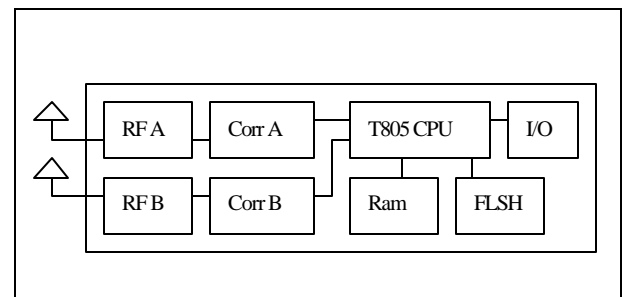 RF A
Corr A
T805 CPU
I/O
RF B
Corr B
Ram
FLSH